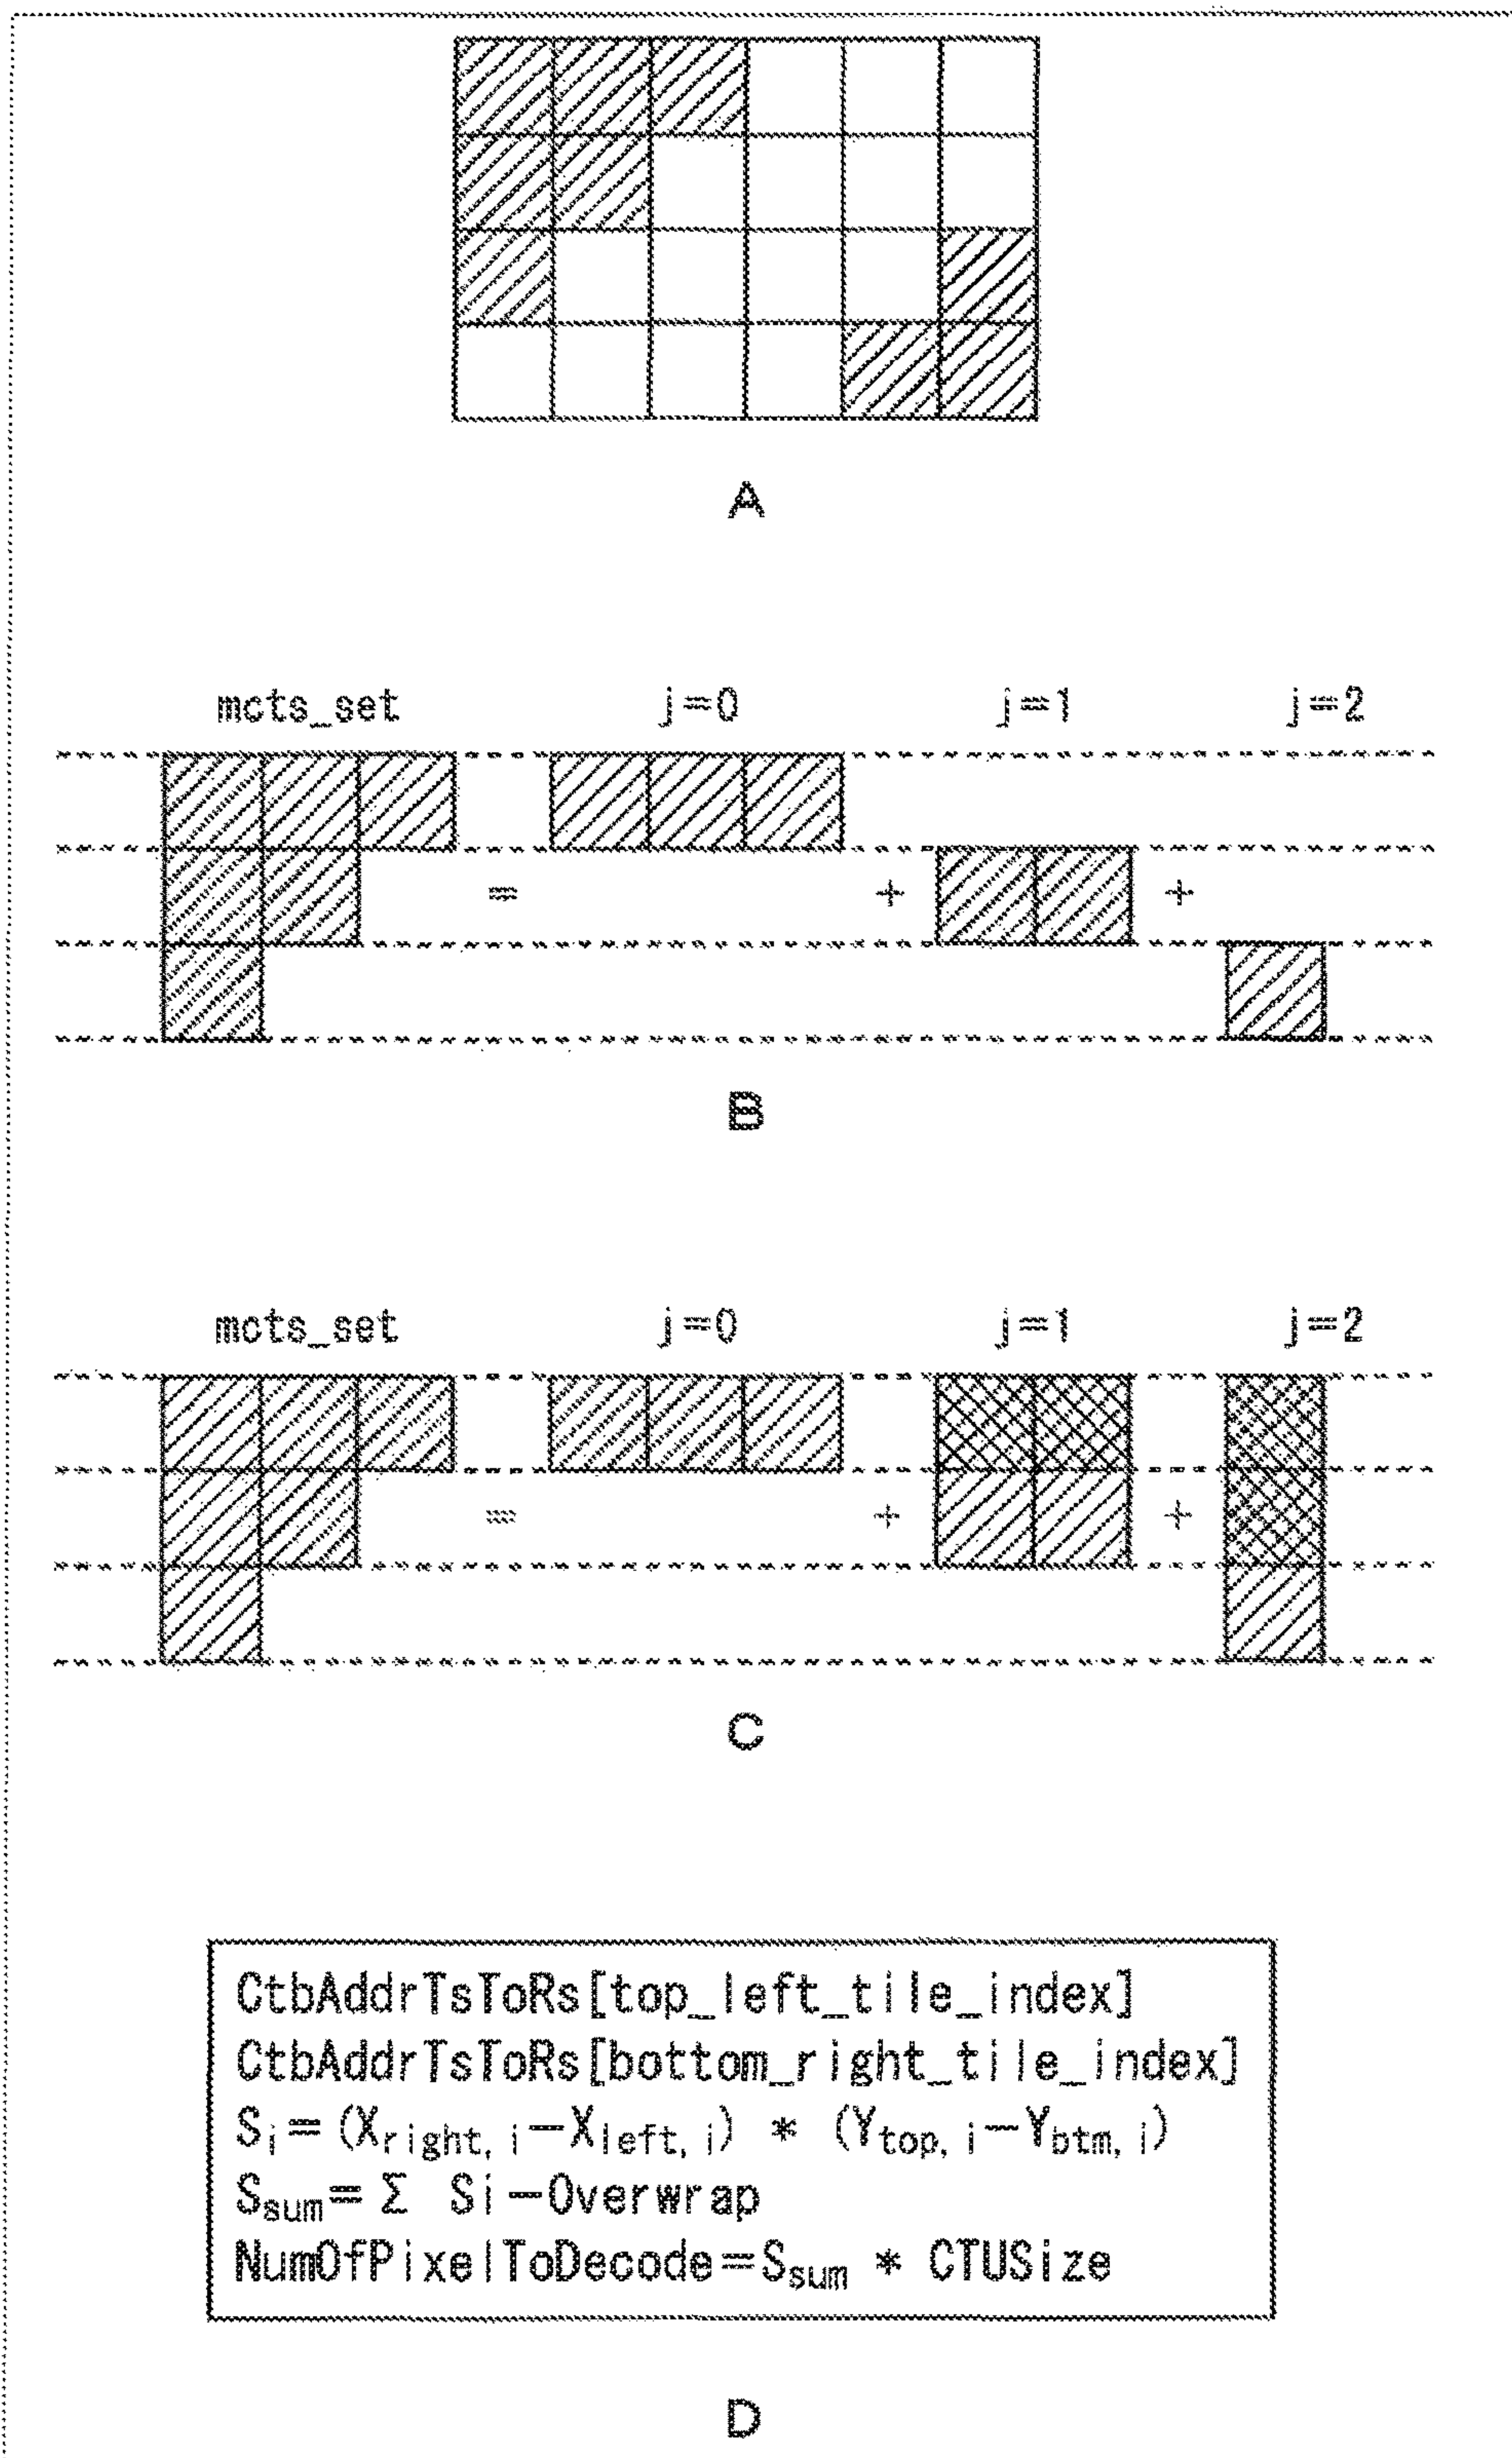 A
mcts_set j=0 j=1 j=2
= + +
B
mcts_set j=0 j=1 j=2
= + +
C
CtbAddrTsToRs[top_left_tile_index]
CtbAddrTsToRs[bottom_right_tile_index]
Si=(Xright, i−Xleft, i) * (Ytop, i−Ybtm, i)
Ssum=Σ Si−Overwrap
NumOfPixelToDecode=Ssum * CTUSize
D